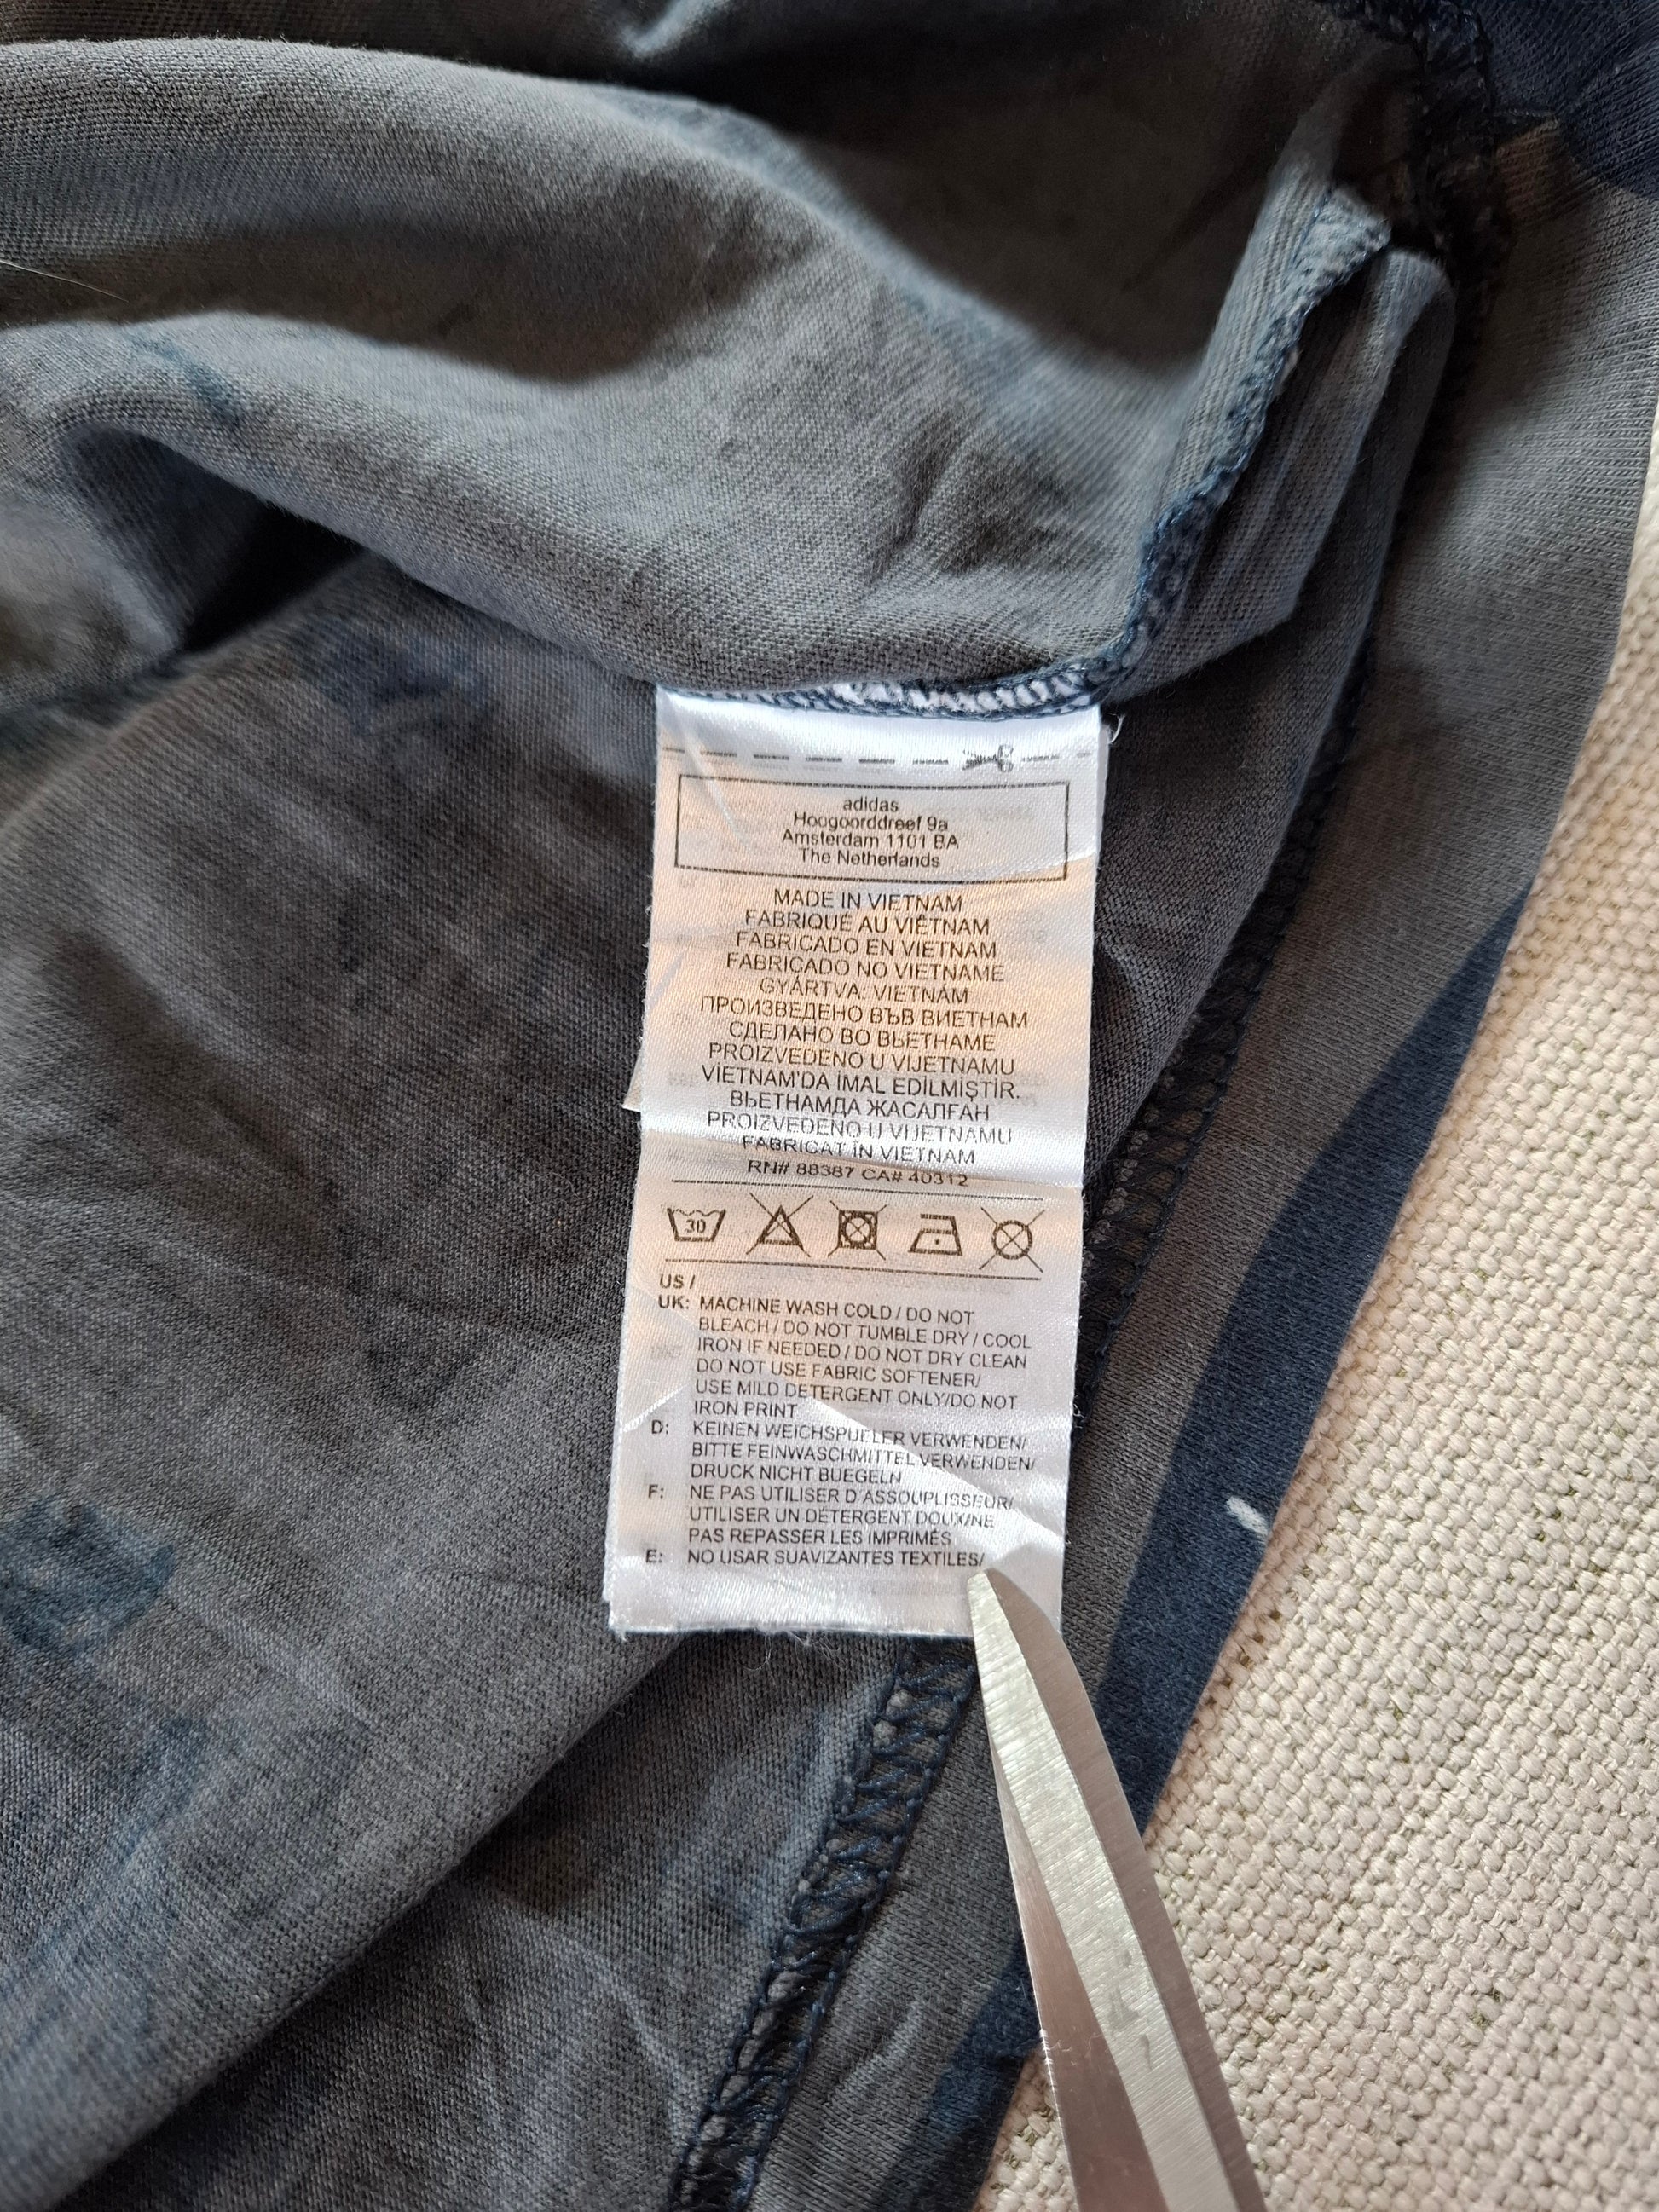 adidas
Hoogoorddreef 9a
Amsterdam 1101 BA
The Netherlands
MADE IN VIETNAM
FABRIQUÉ AU VIÊTNAM
FABRICADO EN VIETNAM
FABRICADO NO VIETNAME
GYÁRTVA: VIETNÁM
ПРОИЗВЕДЕНО ВЪВ ВИЕТНАМ
СДЕЛАНО ВО ВЬЕТНАМЕ
PROIZVEDENO U VIJETNAMU
VİETNAM'DA İMAL EDİLMİŞTİR.
ВЬЕТНАМДА ЖАСАЛҒАН
PROIZVEDENO U VIJETNAMU
FABRICAT ÎN VIETNAM
RN# 88387 CA# 40312
30
US /
UK: MACHINE WASH COLD / DO NOT
BLEACH / DO NOT TUMBLE DRY / COOL
IRON IF NEEDED / DO NOT DRY CLEAN
DO NOT USE FABRIC SOFTENER/
USE MILD DETERGENT ONLY/DO NOT
IRON PRINT
D: KEINEN WEICHSPUELER VERWENDEN/
BITTE FEINWASCHMITTEL VERWENDEN/
DRUCK NICHT BUEGELN
F: NE PAS UTILISER D'ASSOUPLISSEUR/
UTILISER UN DÉTERGENT DOUX/NE
PAS REPASSER LES IMPRIMÉS
E: NO USAR SUAVIZANTES TEXTILES/